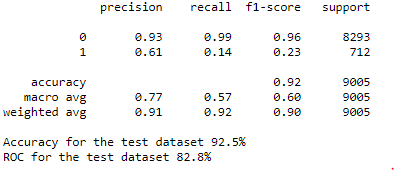 precision recall f1-score support
0 0.93 0.99 0.96 8293
1 0.61 0.14 0.23 712
accuracy 0.92 9005
macro avg 0.77 0.57 0.60 9005
weighted avg 0.91 0.92 0.90 9005
Accuracy for the test dataset 92.5%
ROC for the test dataset 82.8%